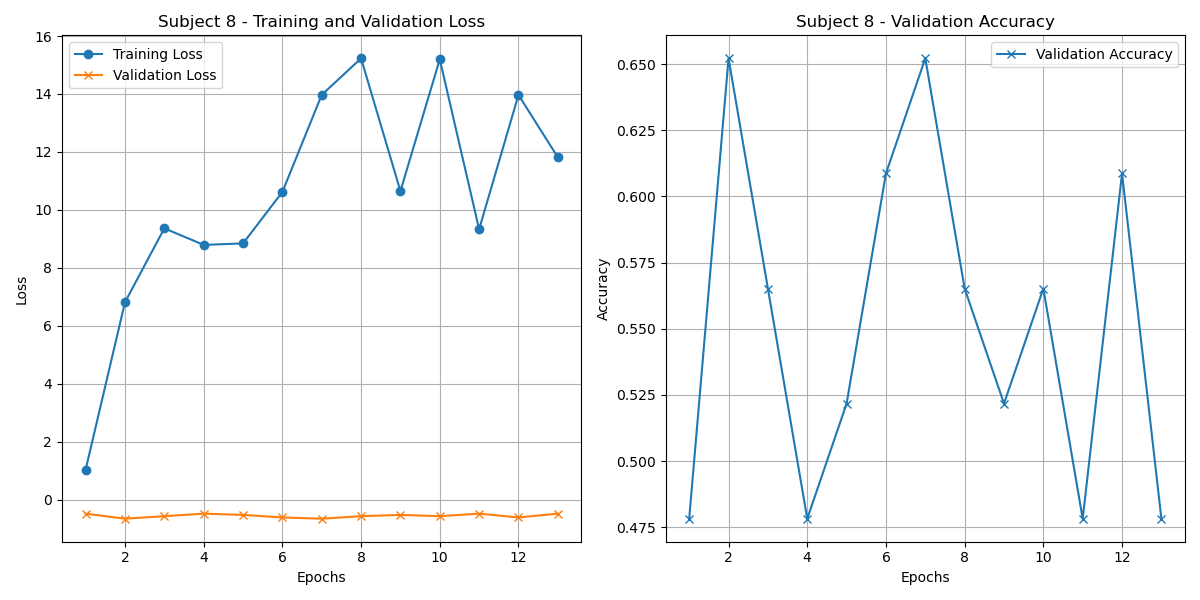 Subject 8 - Training and Validation Loss
Training Loss
Validation Loss
16
14
12
10
8
6
4
2
0
Loss
2 4 6 8 10 12
Epochs
Subject 8 - Validation Accuracy
Validation Accuracy
0.650
0.625
0.600
0.575
0.550
0.525
0.500
0.475
Accuracy
2 4 6 8 10 12
Epochs